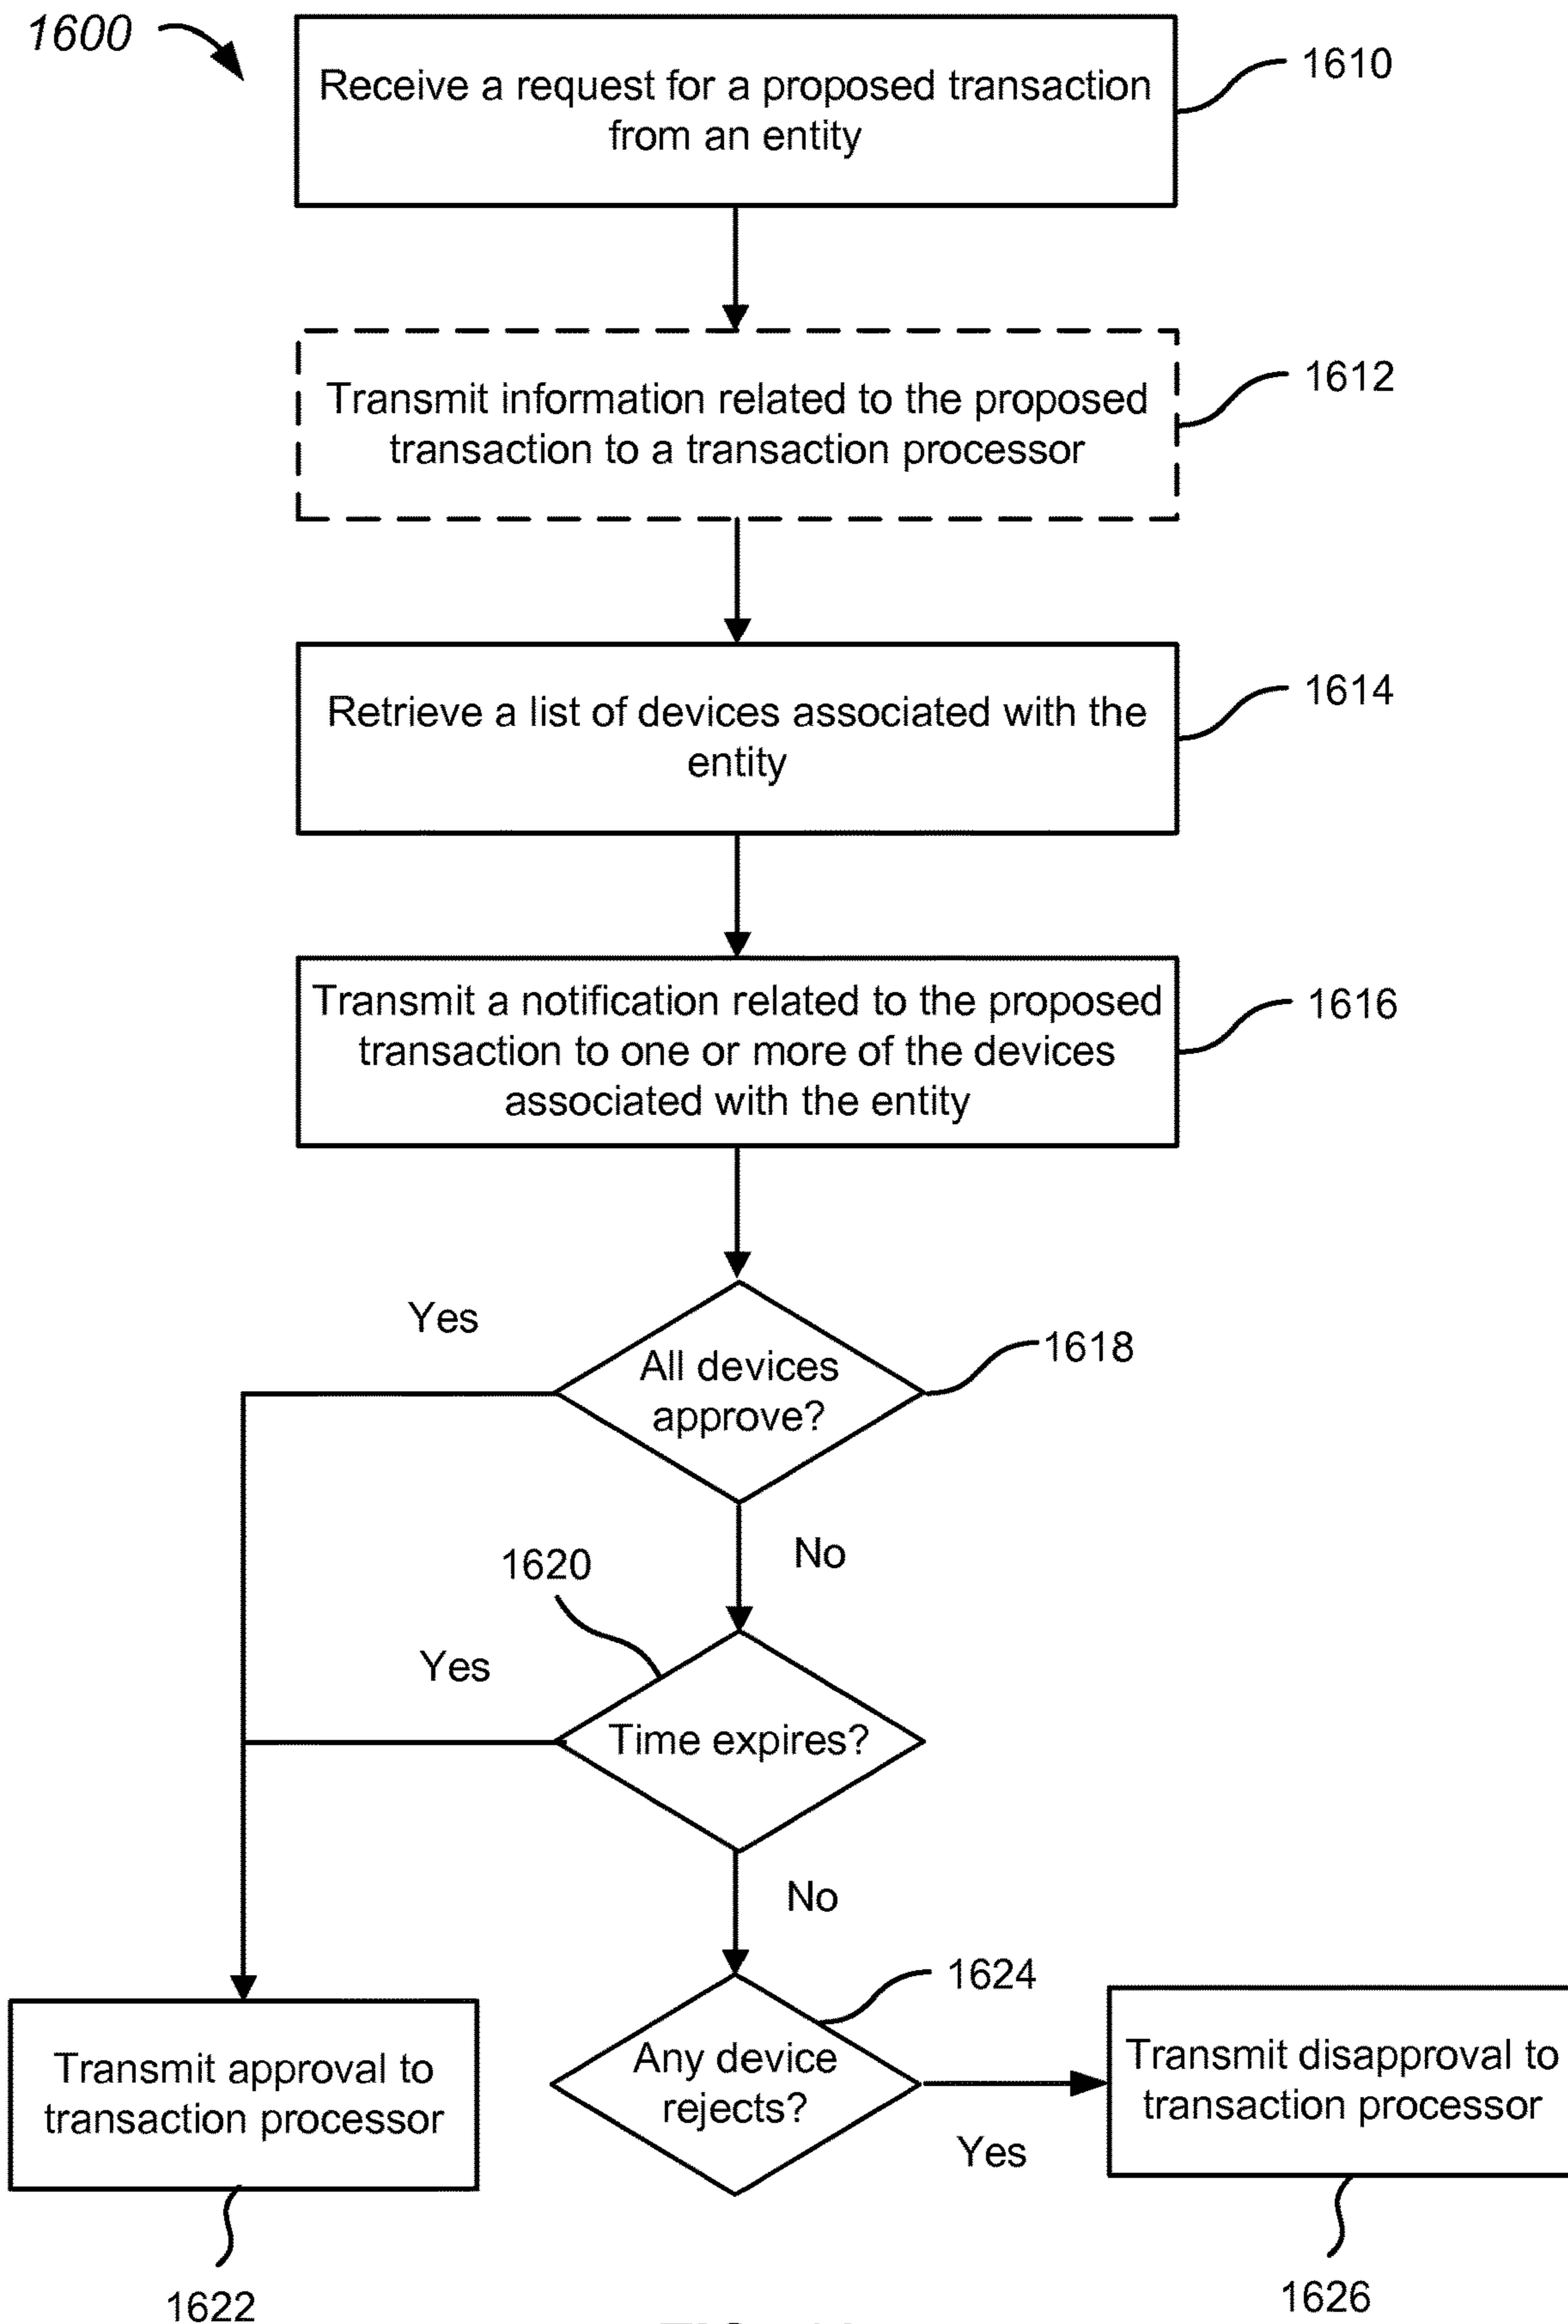 1600
Receive a request for a proposed transaction
from an entity
1610
Transmit information related to the proposed
transaction to a transaction processor
1612
Retrieve a list of devices associated with the
entity
1614
Transmit a notification related to the proposed
transaction to one or more of the devices
associated with the entity
1616
Yes
All devices
approve?
1618
No
1620
Yes
Time expires?
No
1624
Any device
rejects?
Yes
Transmit approval to
transaction processor
Transmit disapproval to
transaction processor
1622
1626